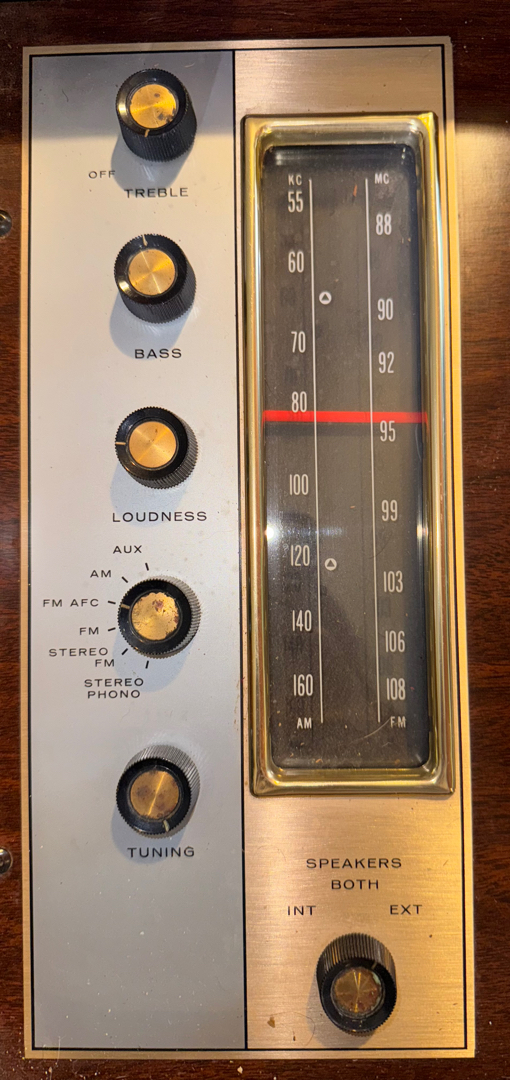 OFF
TREBLE
BASS
LOUDNESS
AUX
AM
FM AFC
FM
STEREO
FM
STEREO
PHONO
TUNING
KC MC
55
88
60
90
70
92
80
95
100
99
120
103
140
106
160 108
AM FM
SPEAKERS
BOTH
INT EXT